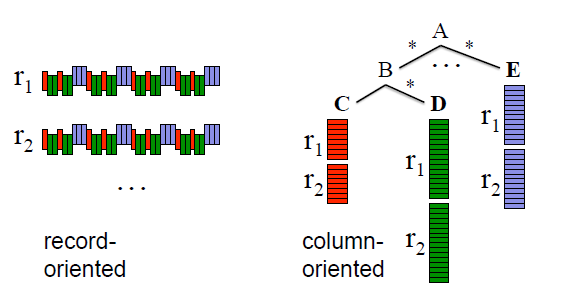 r1
r2
...
record-
oriented
A
* *
B ... E
*
C D
r1 r1 r1
r2 r2 r2
column-
oriented